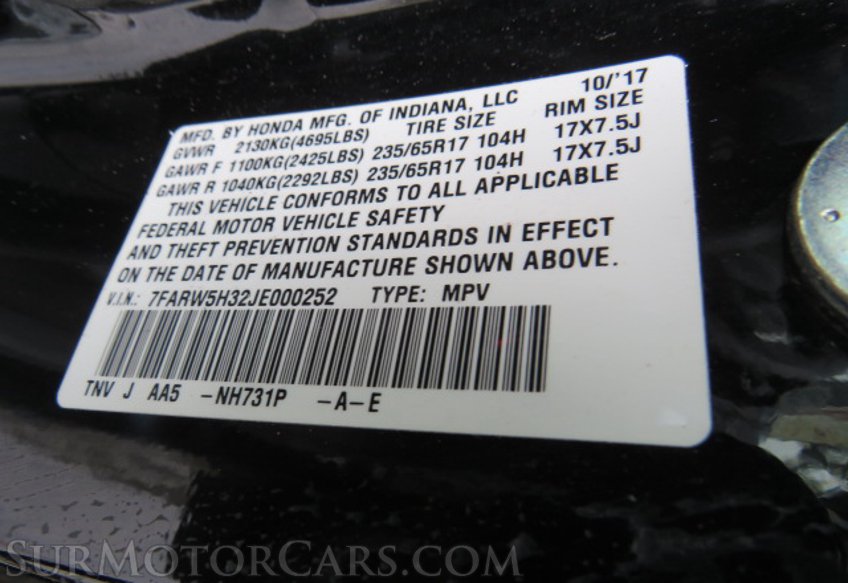 MFD. BY HONDA MFG. OF INDIANA, LLC 10/'17
GVWR 2130KG(4695LBS) TIRE SIZE RIM SIZE
GAWR F 1100KG(2425LBS) 235/65R17 104H 17X7.5J
GAWR R 1040KG(2292LBS) 235/65R17 104H 17X7.5J
THIS VEHICLE CONFORMS TO ALL APPLICABLE
FEDERAL MOTOR VEHICLE SAFETY
AND THEFT PREVENTION STANDARDS IN EFFECT
ON THE DATE OF MANUFACTURE SHOWN ABOVE.
V.I.N.: 7FARW5H32JE000252 TYPE: MPV
TNV J AA5 -NH731P -A-E
SURMOTORCARS.COM